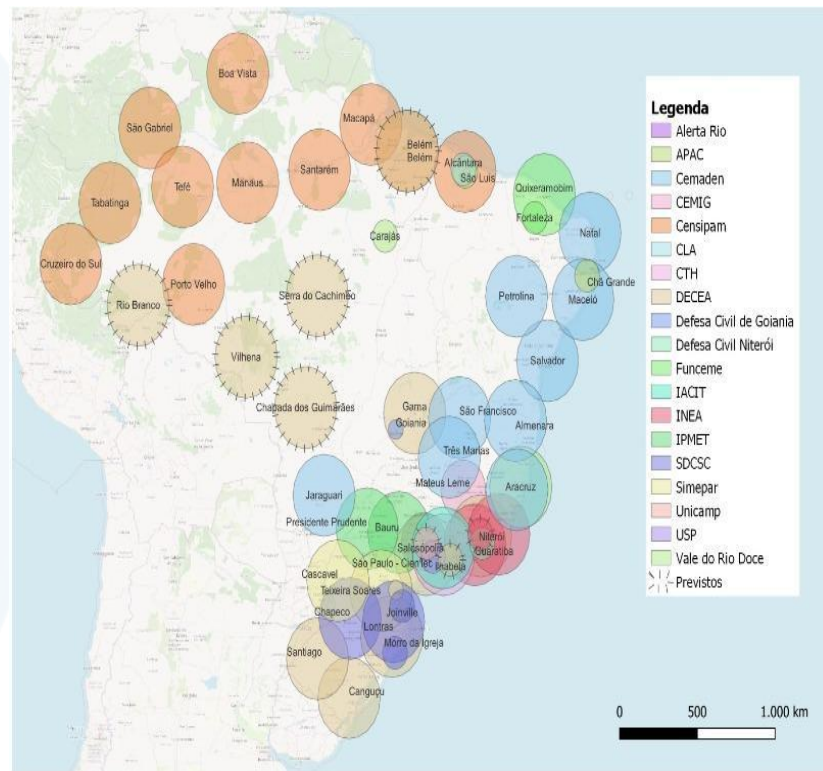 Boa Vista
São Gabriel
Macapá
Belém
Belém
Alcântara
São Luis
Santarém
Manaus
Tefé
Tabatinga
Quixeramobim
Fortaleza
Natal
Carajás
Cruzeiro do Sul
Porto Velho
Rio Branco
Serra do Cachimbo
Chã Grande
Petrolina
Maceió
Vilhena
Salvador
Chapada dos Guimarães
Gama
Goiania
São Francisco
Almenara
Três Marias
Mateus Leme
Aracruz
Jaraguari
Presidente Prudente
Bauru
Niterói
Guaratiba
Salesópolis
São Paulo -
Cascavel
Teixeira Soares
Chapeco
Joinville
Lontras
Morro da Igreja
Santiago
Canguçu
Legenda
Alerta Rio
APAC
Cemaden
CEMIG
Censipam
CLA
CTH
DECEA
Defesa Civil de Goiania
Defesa Civil Niterói
Funceme
IACIT
INEA
IPMET
SDCSC
Simepar
Unicamp
USP
Vale do Rio Doce
Previstos
0 500 1.000 km